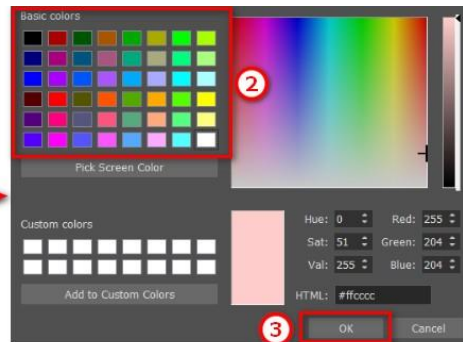 Basic colors
2
Pick Screen Color
Custom colors
Add to Custom Colors
Hue: 0 Red: 255
Sat: 51 Green: 204
Val: 255 Blue: 204
HTML: #ffcccc
3 OK Cancel